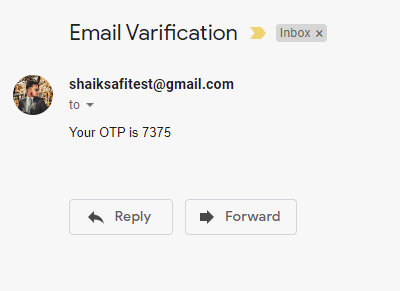 Email Varification
Inbox ×
shaiksafitest@gmail.com
to
Your OTP is 7375
Reply
Forward